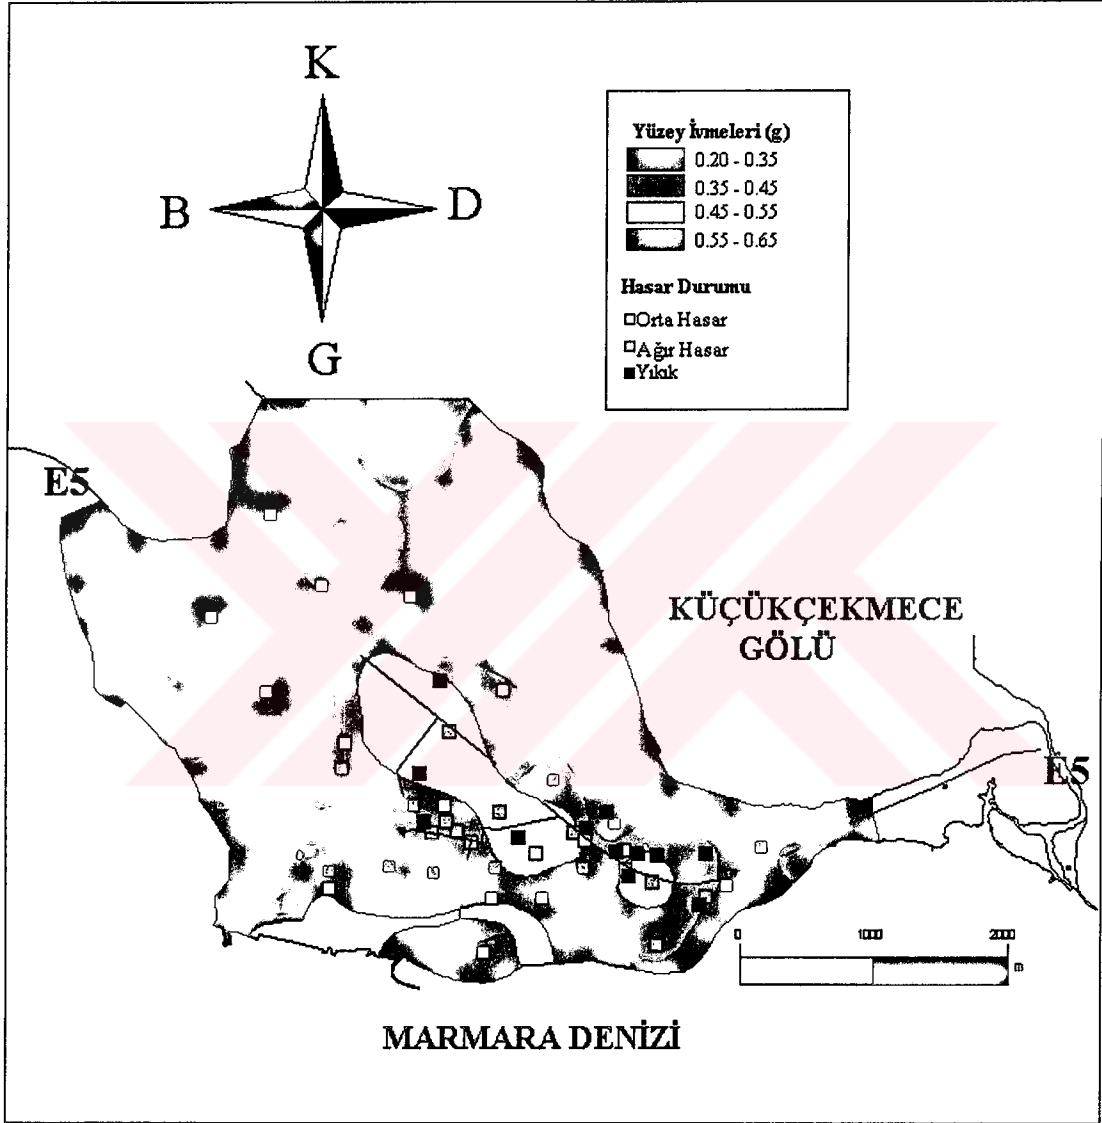 K
B
D
G
Yüzey İvmeleri (g)
0.20 - 0.35
0.35 - 0.45
0.45 - 0.55
0.55 - 0.65
Hasar Durumu
Orta Hasar
Ağır Hasar
Yıkık
E5
KÜÇÜKÇEKMECE
GÖLÜ
E5
0 1000 2000
m
MARMARA DENİZİ